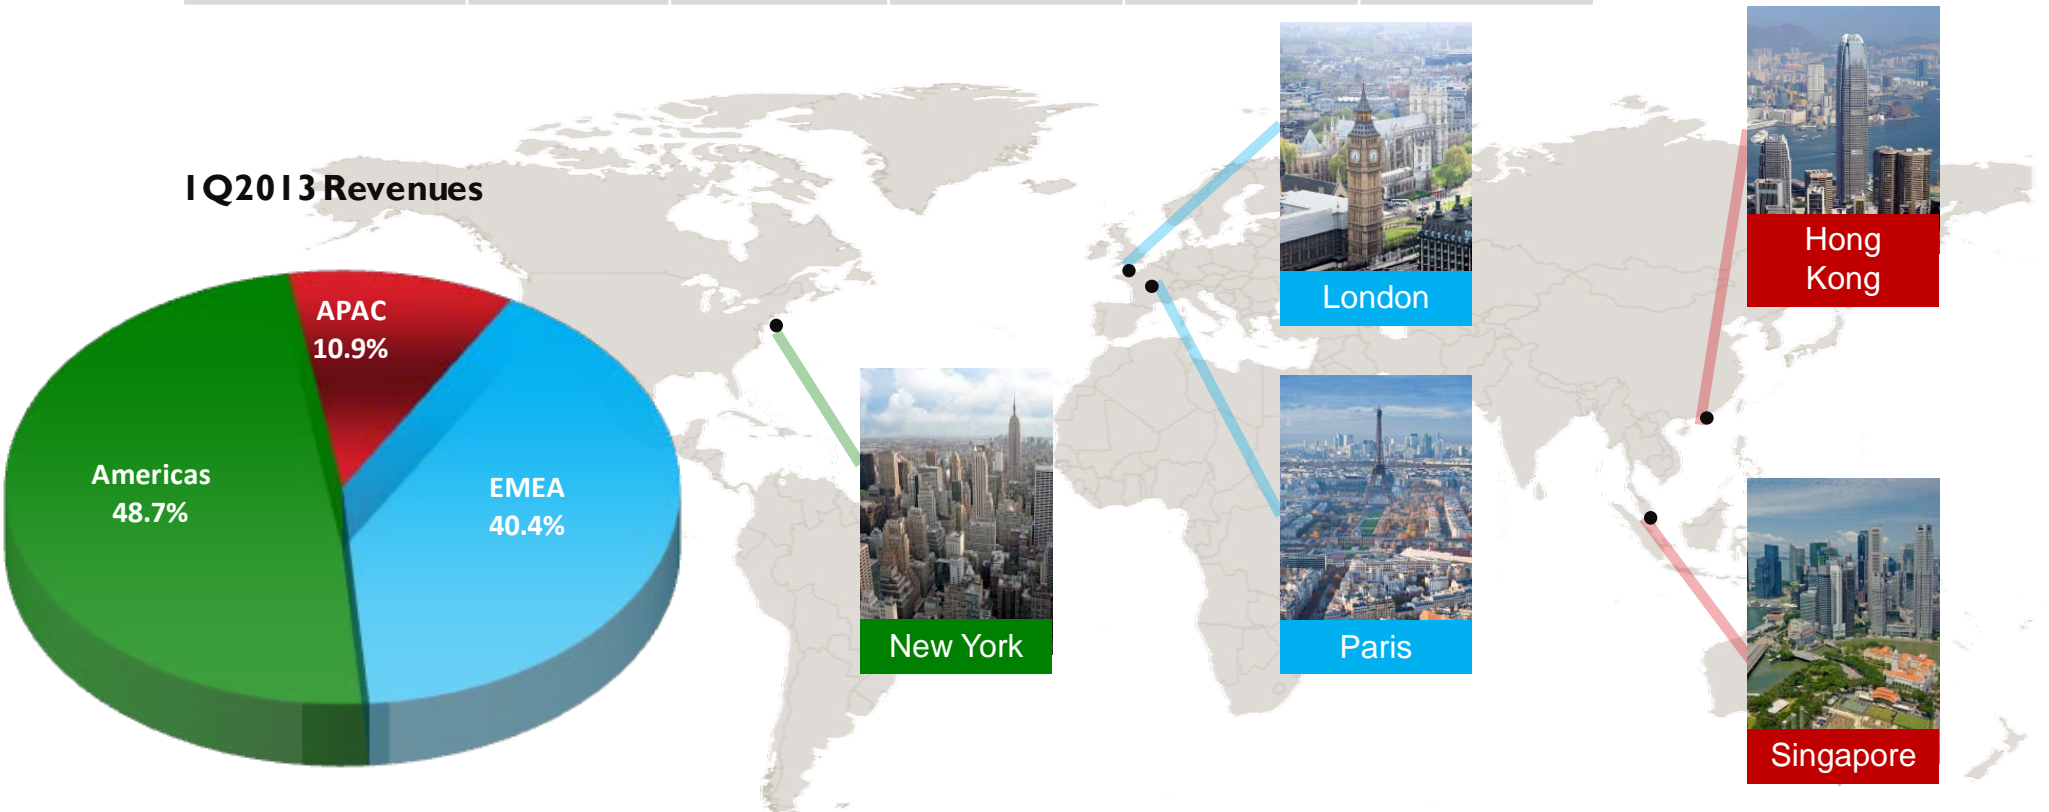 1Q2013 Revenues
APAC
10.9%
Americas
48.7%
EMEA
40.4%
New York
London
Paris
Hong
Kong
Singapore